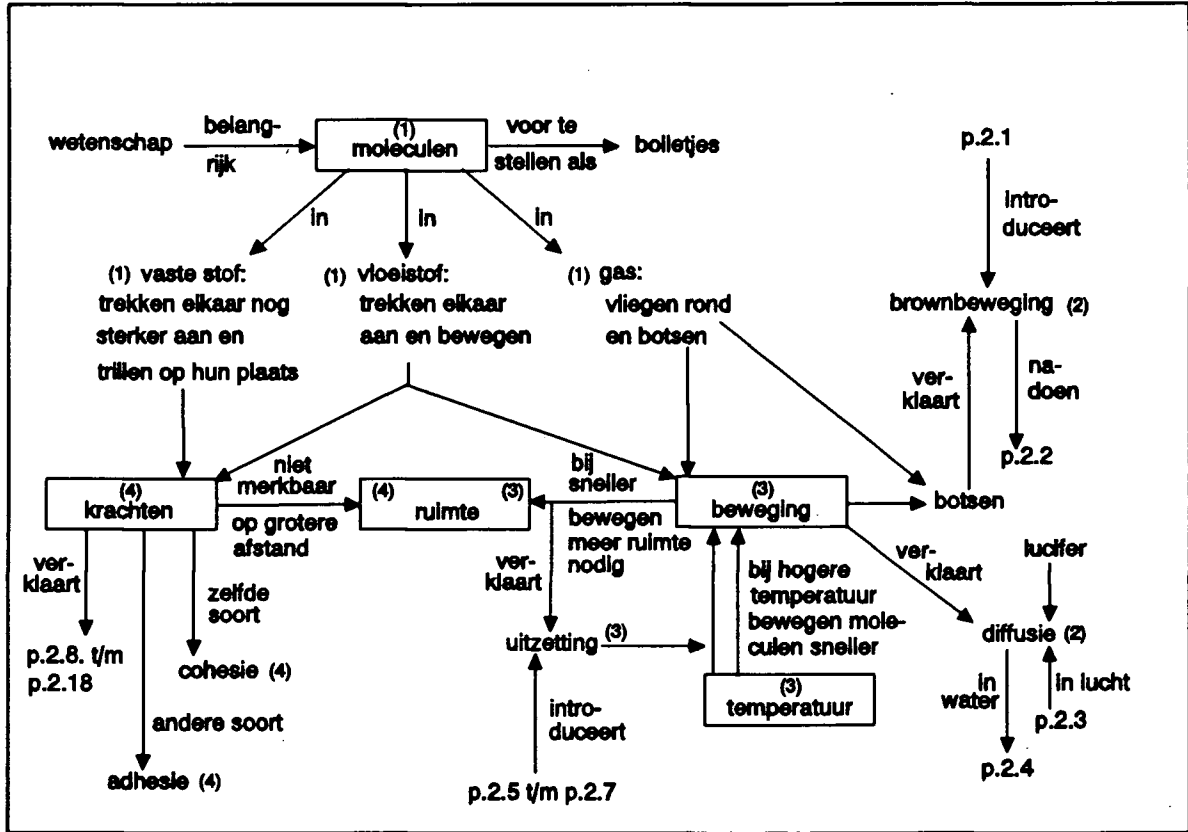 wetenschap
belang-
rijk
(1)
moleculen
voor te
stellen als
bolletjes
p.2.1
intro-
duceert
in
in
in
(1) vaste stof:
trekken elkaar nog
sterker aan en
trillen op hun plaats
(1) vloeistof:
trekken elkaar
aan en bewegen
(1) gas:
vliegen rond
en botsen
brownbeweging (2)
ver-
klaart
na-
doen
p.2.2
(4)
krachten
niet
merkbaar
op grotere
afstand
(4) (3)
ruimte
bij
sneller
bewegen
meer ruimte
nodig
(3)
beweging
botsen
ver-
klaart
zelfde
soort
ver-
klaart
bij hogere
temperatuur
bewegen mole-
culen sneller
ver-
klaart
lucifer
p.2.8. t/m
p.2.18
cohesie (4)
uitzetting (3)
diffusie (2)
andere soort
adhesie (4)
intro-
duceert
(3)
temperatuur
in
water
in lucht
p.2.3
p.2.4
p.2.5 t/m p.2.7